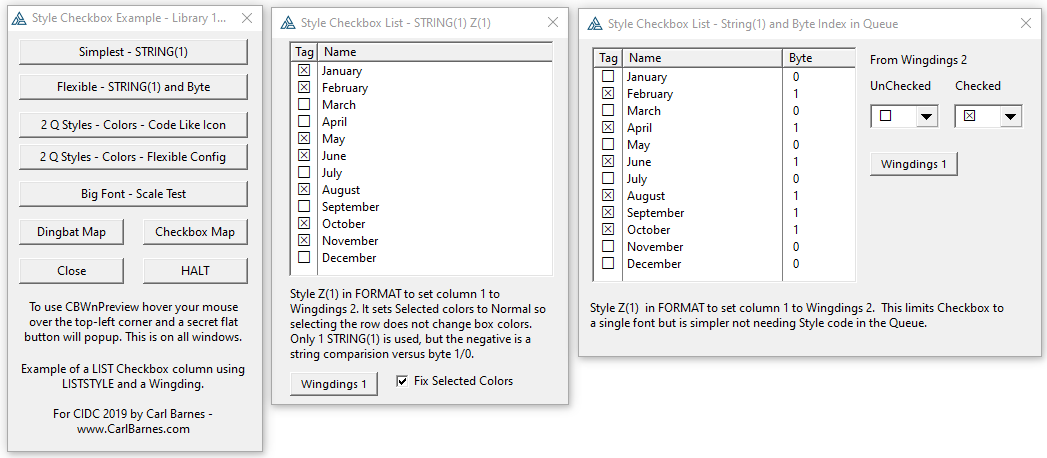 Style Checkbox Example - Library 1...
Simplest - STRING(1)
Flexible - STRING(1) and Byte
2 Q Styles - Colors - Code Like Icon
2 Q Styles - Colors - Flexible Config
Big Font - Scale Test
Dingbat Map
Checkbox Map
Close
HALT
To use CBWnPreview hover your mouse
over the top-left corner and a secret flat
button will popup. This is on all windows.
Example of a LIST Checkbox column using
LISTSTYLE and a Wingding.
For CIDC 2019 by Carl Barnes -
www.CarlBarnes.com
Style Checkbox List - STRING(1) Z(1)
Tag Name
January
February
March
April
May
June
July
August
September
October
November
December
Style Z(1) in FORMAT to set column 1 to
Wingdings 2. It sets Selected colors to Normal so
selecting the row does not change box colors.
Only 1 STRING(1) is used, but the negative is a
string comparision versus byte 1/0.
Wingdings 1
Fix Selected Colors
Style Checkbox List - String(1) and Byte Index in Queue
Tag Name Byte
January 0
February 1
March 0
April 1
May 0
June 1
July 0
August 1
September 1
October 1
November 0
December 0
From Wingdings 2
UnChecked Checked
Wingdings 1
Style Z(1) in FORMAT to set column 1 to Wingdings 2. This limits Checkbox to
a single font but is simpler not needing Style code in the Queue.